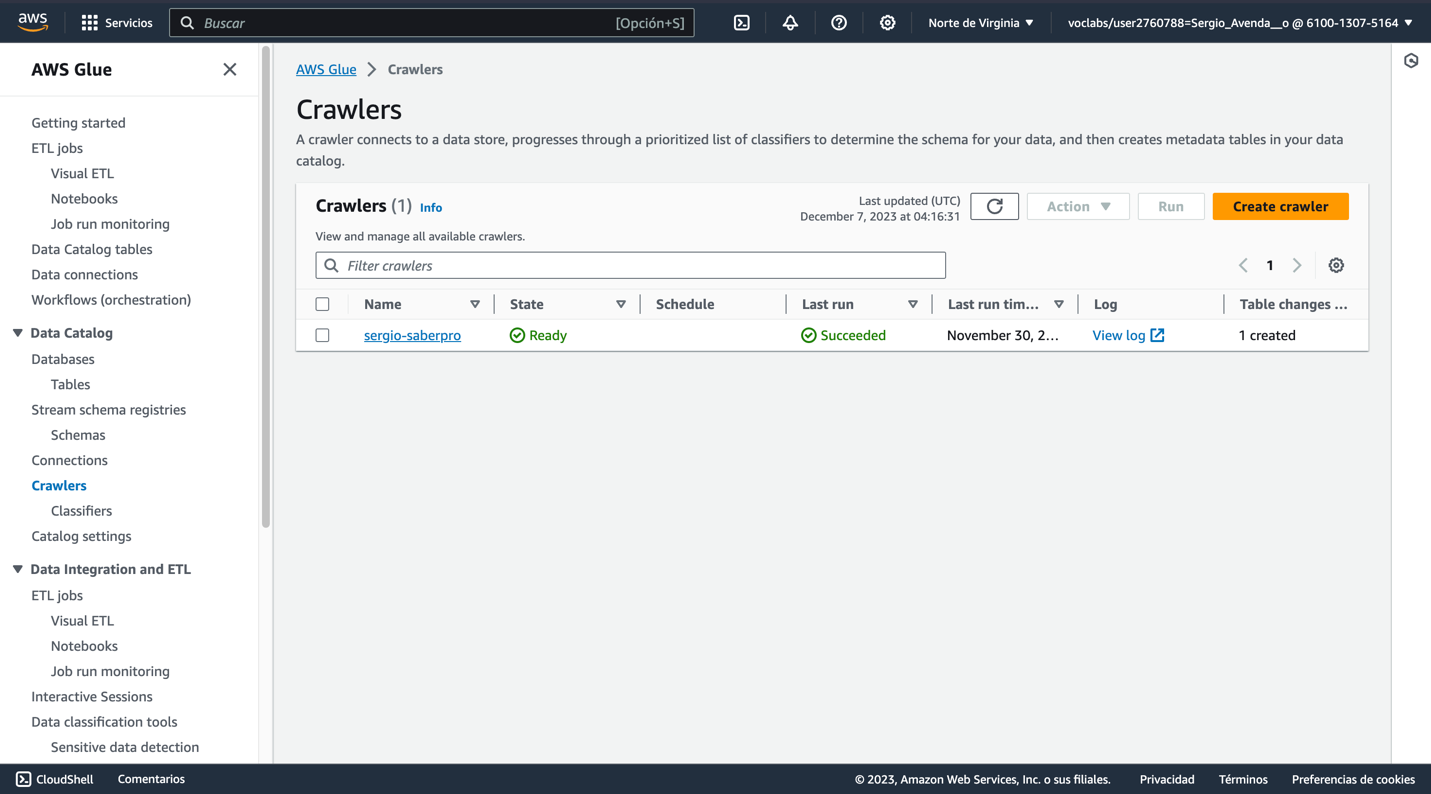 aws
Servicios
Buscar
[Opción+S]
Norte de Virginia
voclabs/user2760788=Sergio_Avenda__o @ 6100-1307-5164
AWS Glue
Getting started
ETL jobs
Visual ETL
Notebooks
Job run monitoring
Data Catalog tables
Data connections
Workflows (orchestration)
Data Catalog
Databases
Tables
Stream schema registries
Schemas
Connections
Crawlers
Classifiers
Catalog settings
Data Integration and ETL
ETL jobs
Visual ETL
Notebooks
Job run monitoring
Interactive Sessions
Data classification tools
Sensitive data detection
AWS Glue > Crawlers
Crawlers
A crawler connects to a data store, progresses through a prioritized list of classifiers to determine the schema for your data, and then creates metadata tables in your data
catalog.
Crawlers (1) Info
Last updated (UTC)
December 7, 2023 at 04:16:31
Action
Run
Create crawler
View and manage all available crawlers.
Filter crawlers
1
Name State Schedule Last run Last run tim... Log Table changes ...
sergio-saberpro Ready Succeeded November 30, 2... View log 1 created
CloudShell Comentarios © 2023, Amazon Web Services, Inc. o sus filiales. Privacidad Términos Preferencias de cookies